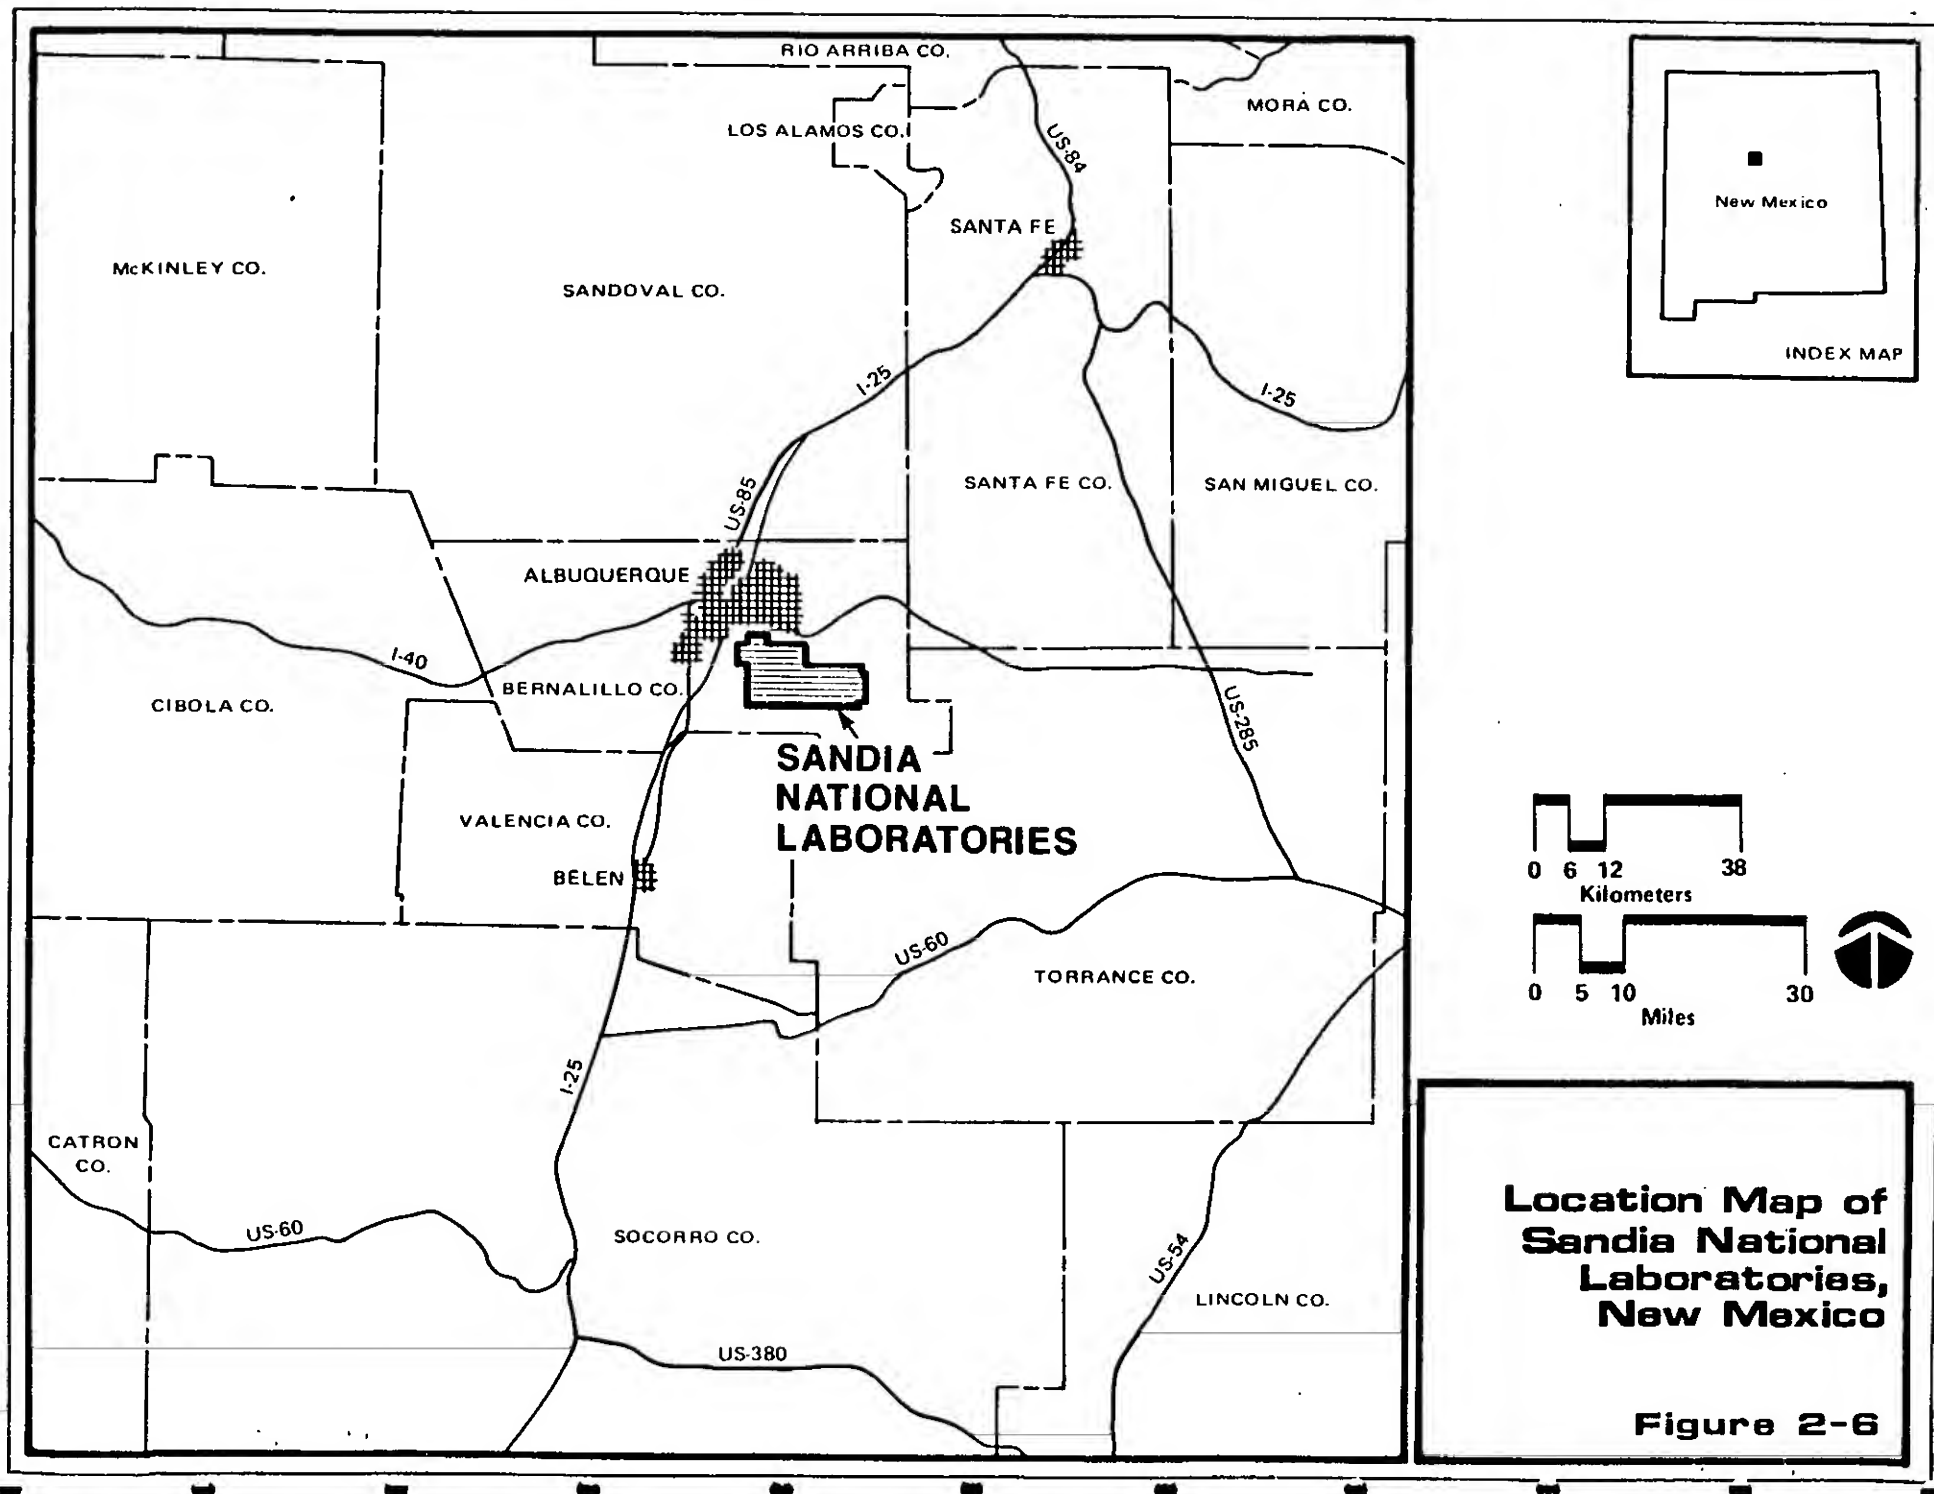 RIO ARRIBA CO.
MORA CO.
LOS ALAMOS CO.
US-84
New Mexico
SANTA FE
McKINLEY CO.
SANDOVAL CO.
INDEX MAP
I-25
I-25
SANTA FE CO.
SAN MIGUEL CO.
US-85
ALBUQUERQUE
I-40
BERNALILLO CO.
CIBOLA CO.
US-285
SANDIA
NATIONAL
LABORATORIES
VALENCIA CO.
BELEN
0 6 12 38
Kilometers
US-60
TORRANCE CO.
0 5 10 30
Miles
I-25
CATRON
CO.
US-60
SOCORRO CO.
US-54
LINCOLN CO.
US-380
Location Map of
Sandia National
Laboratories,
New Mexico
Figure 2-6